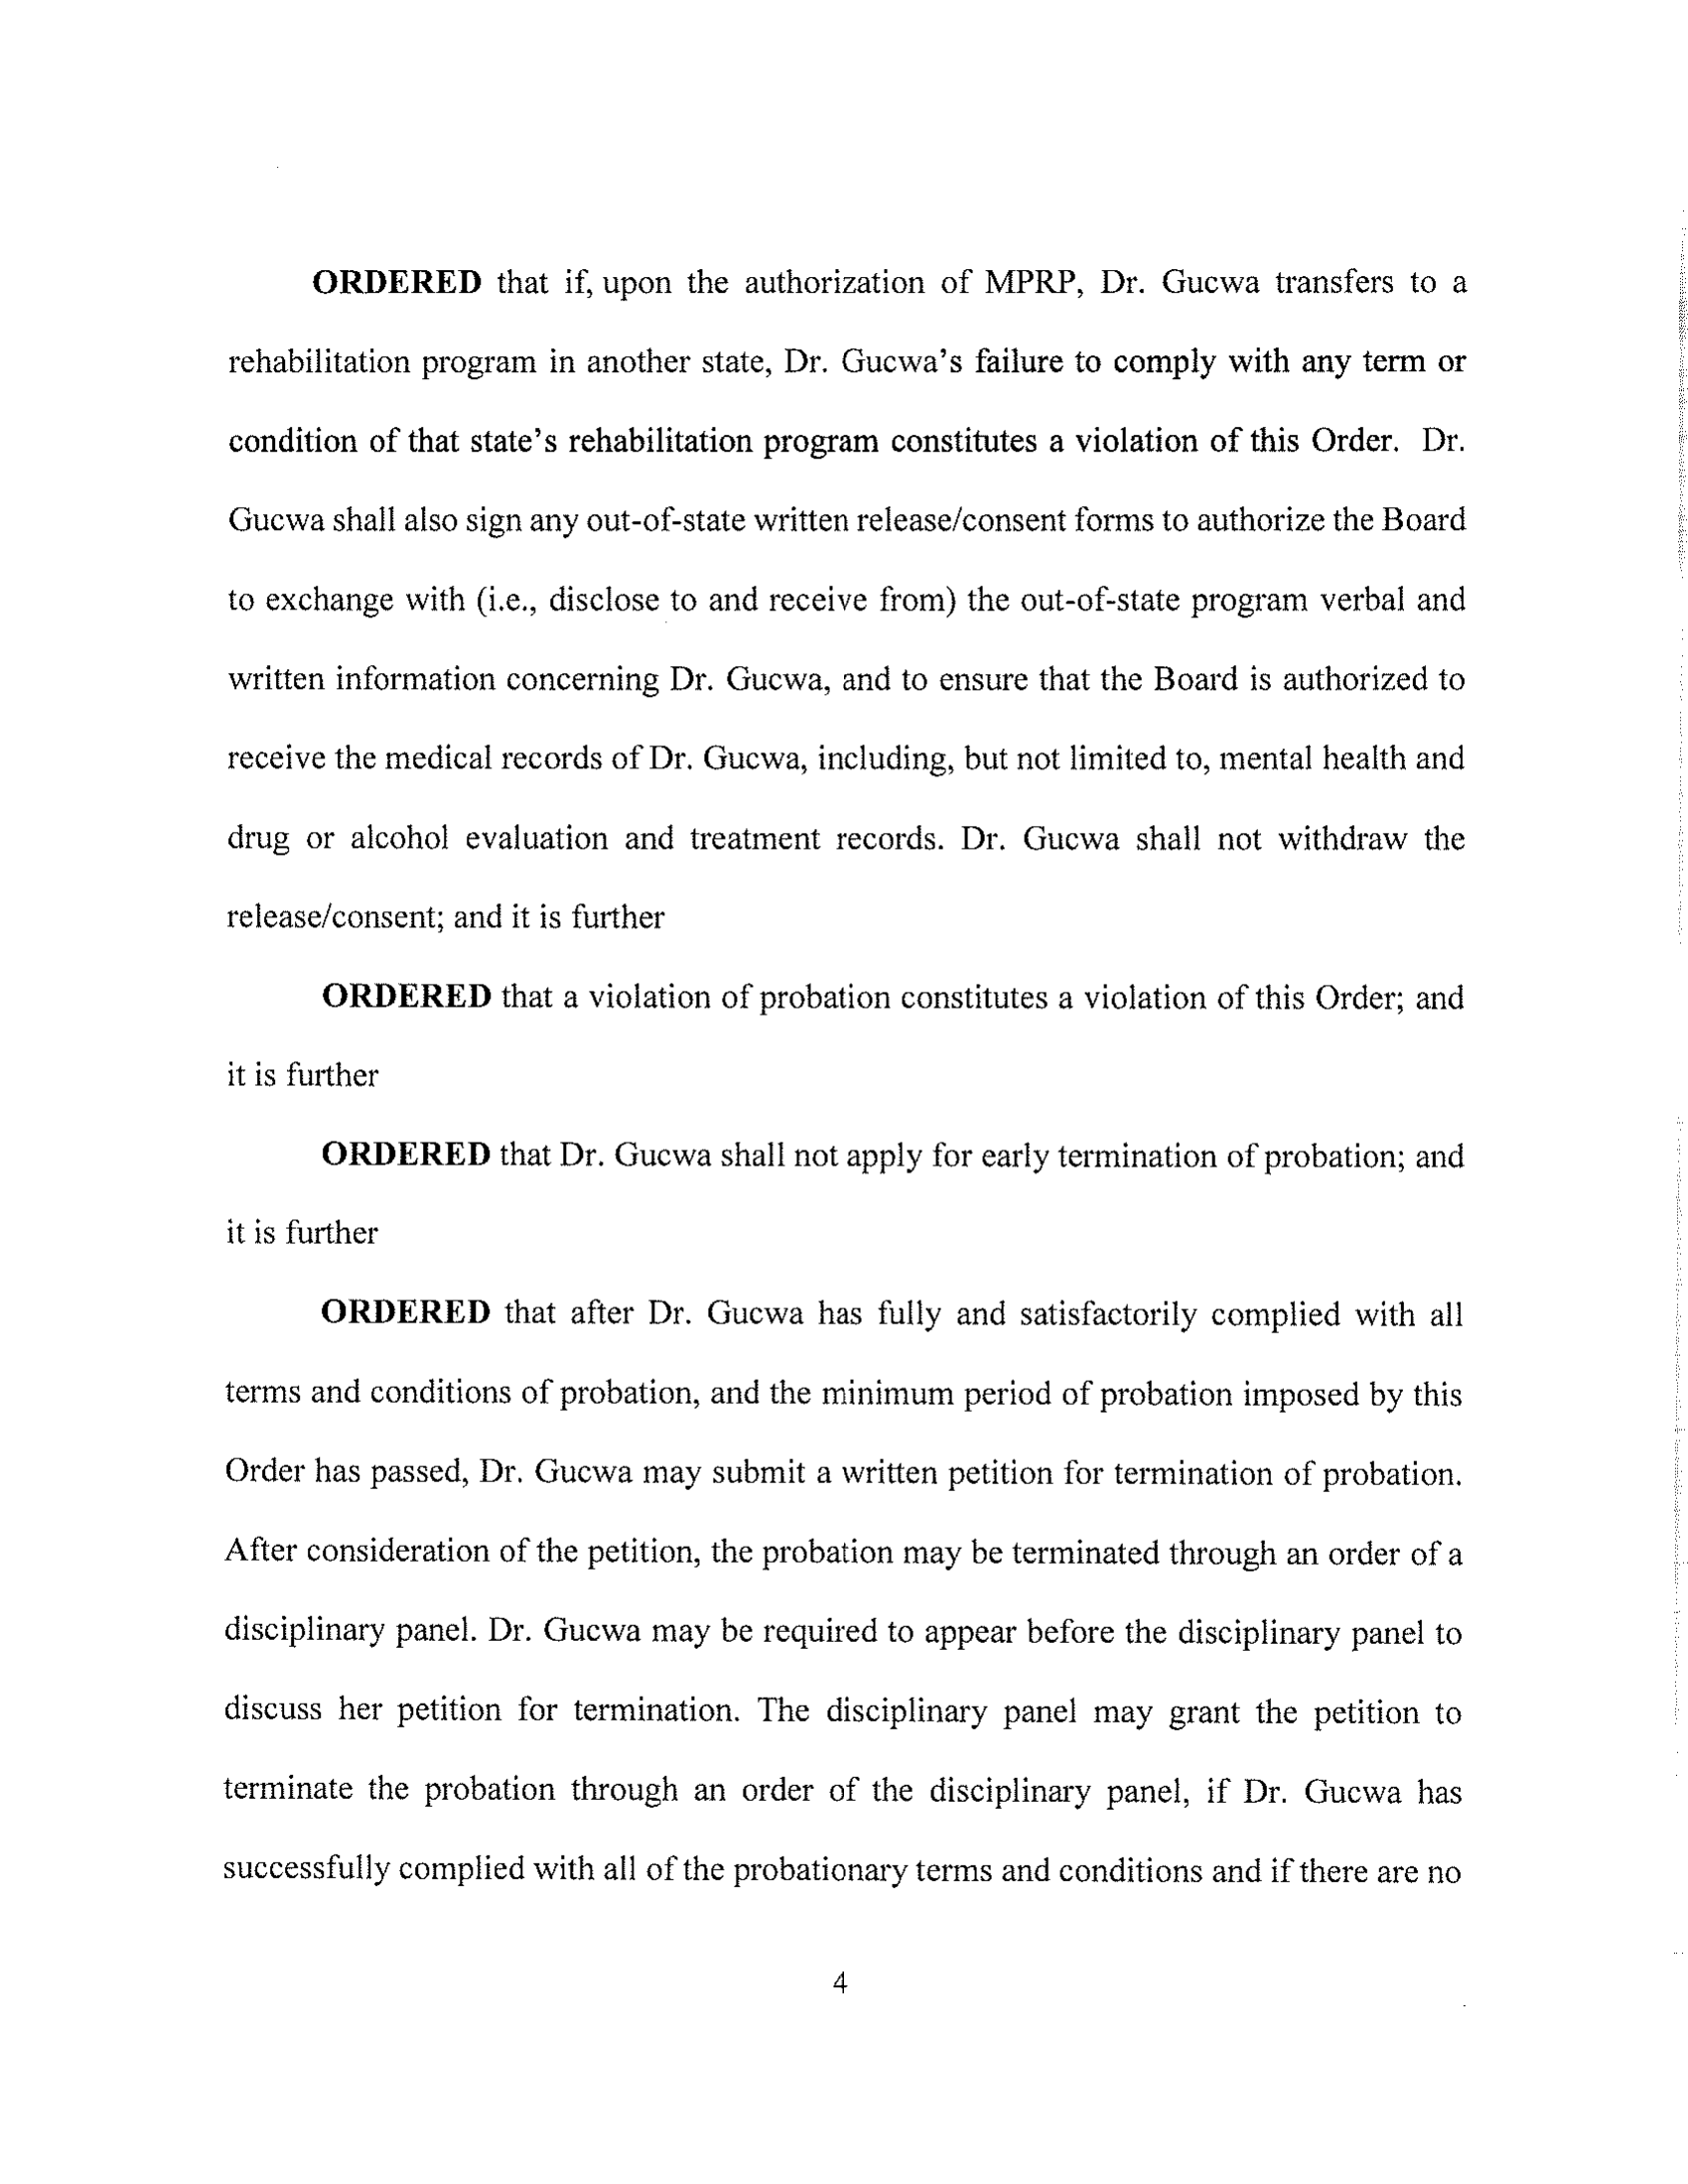 ORDERED that if, upon the authorization of MPRP, Dr. Gucwa transfers to a
rehabilitation program in another state, Dr. Gucwa's failure to comply with any term or
condition of that state's rehabilitation program constitutes a violation of this Order. Dr.
Gucwa shall also sign any out-of-state written release/consent forms to authorize the Board
to exchange with (i.e., disclose to and receive from) the out-of-state program verbal and
written information concerning Dr. Gucwa, and to ensure that the Board is authorized to
receive the medical records of Dr. Gucwa, including, but not limited to, mental health and
drug or alcohol evaluation and treatment records. Dr. Gucwa shall not withdraw the
release/consent; and it is further
ORDERED that a violation of probation constitutes a violation of this Order; and
it is further
ORDERED that Dr. Gucwa shall not apply for early termination of probation; and
it is further
ORDERED that after Dr. Gucwa has fully and satisfactorily complied with all
terms and conditions of probation, and the minimum period of probation imposed by this
Order has passed, Dr. Gucwa may submit a written petition for termination of probation.
After consideration of the petition, the probation may be terminated through an order of a
disciplinary panel. Dr. Gucwa may be required to appear before the disciplinary panel to
discuss her petition for termination. The disciplinary panel may grant the petition to
terminate the probation through an order of the disciplinary panel, if Dr. Gucwa has
successfully complied with all of the probationary terms and conditions and if there are no
4